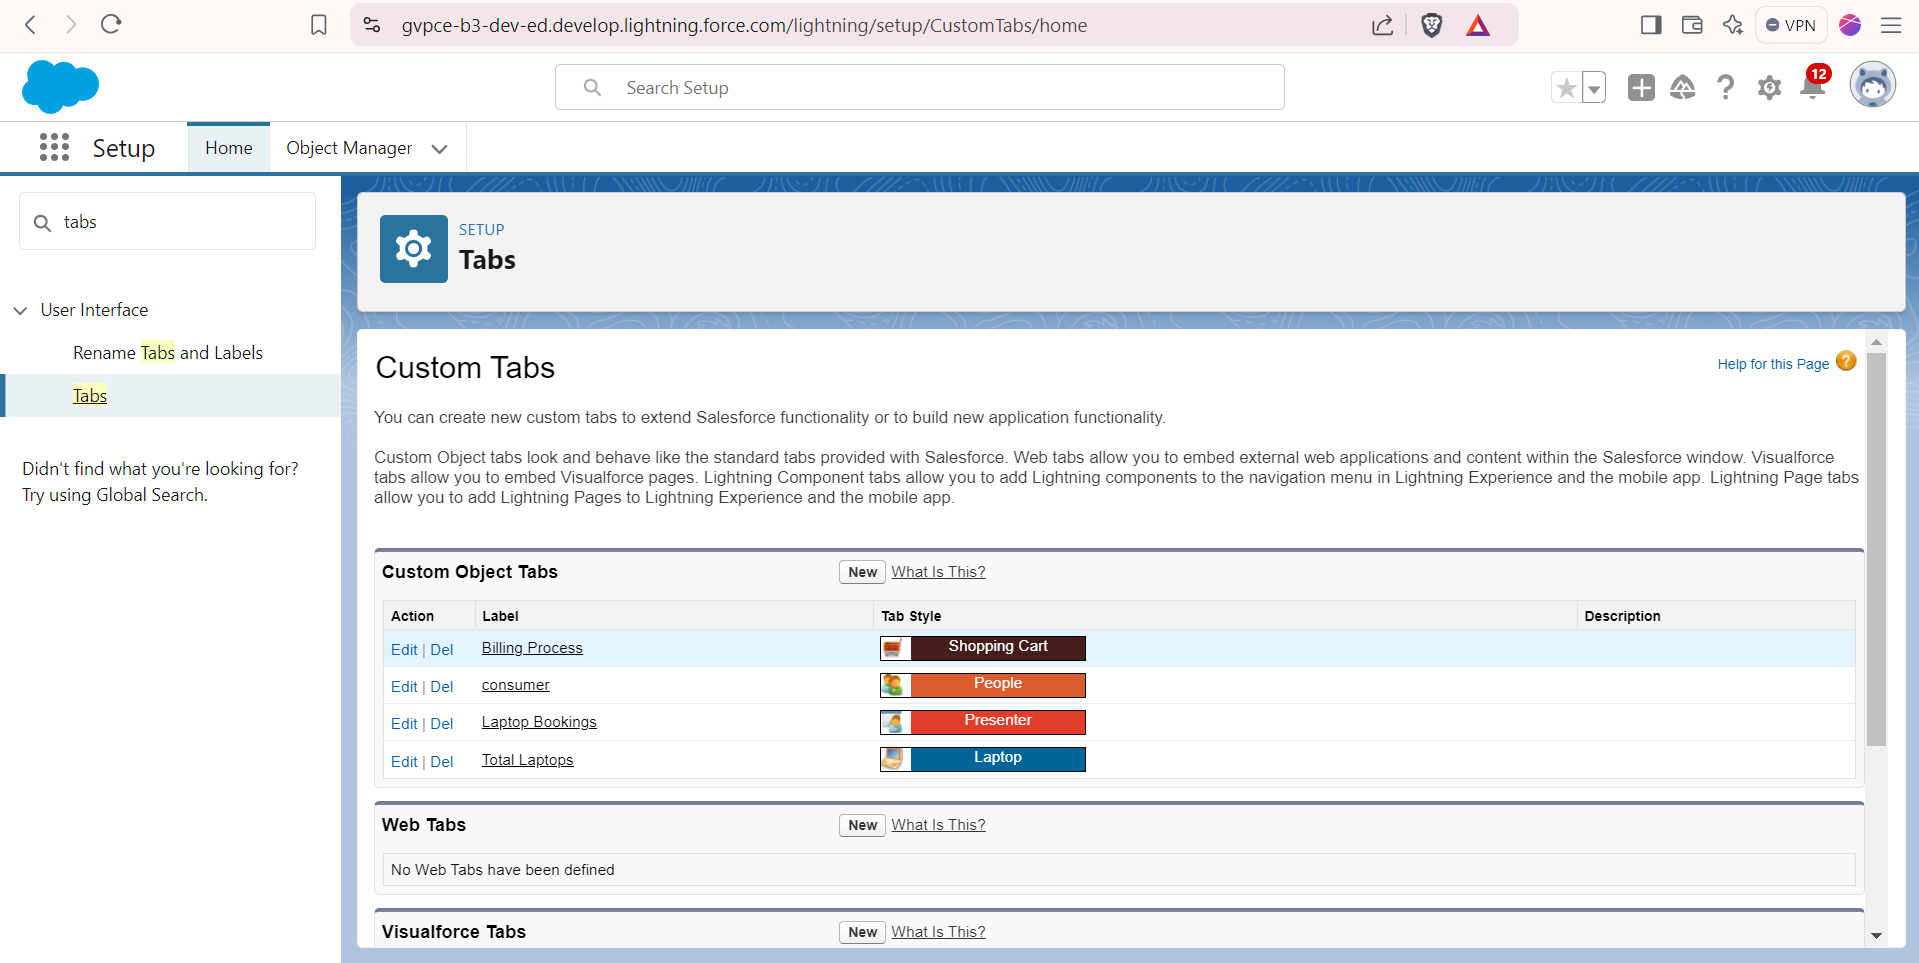 gvpce-b3-dev-ed.develop.lightning.force.com/lightning/setup/CustomTabs/home
VPN
Search Setup
12
Setup
Home
Object Manager
tabs
User Interface
Rename Tabs and Labels
Tabs
Didn't find what you're looking for?
Try using Global Search.
SETUP
Tabs
Custom Tabs
Help for this Page
?
You can create new custom tabs to extend Salesforce functionality or to build new application functionality.
Custom Object tabs look and behave like the standard tabs provided with Salesforce. Web tabs allow you to embed external web applications and content within the Salesforce window. Visualforce
tabs allow you to embed Visualforce pages. Lightning Component tabs allow you to add Lightning components to the navigation menu in Lightning Experience and the mobile app. Lightning Page tabs
allow you to add Lightning Pages to Lightning Experience and the mobile app.
Custom Object Tabs New What Is This?
Action Label Tab Style Description
Edit | Del Billing Process Shopping Cart
Edit | Del consumer People
Edit | Del Laptop Bookings Presenter
Edit | Del Total Laptops Laptop
Web Tabs New What Is This?
No Web Tabs have been defined
Visualforce Tabs New What Is This?